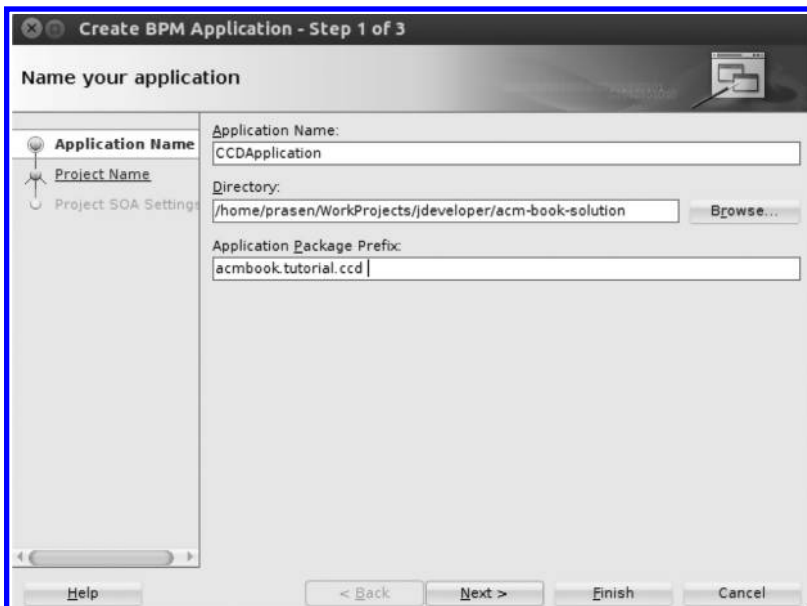 Create BPM Application - Step 1 of 3
Name your application
Application Name
Project Name
Project SOA Settings
Application Name:
CCDApplication
Directory:
/home/prasen/WorkProjects/jdeveloper/acm-book-solution
Browse...
Application Package Prefix:
acmbook.tutorial.ccd
Help
< Back
Next >
Finish
Cancel